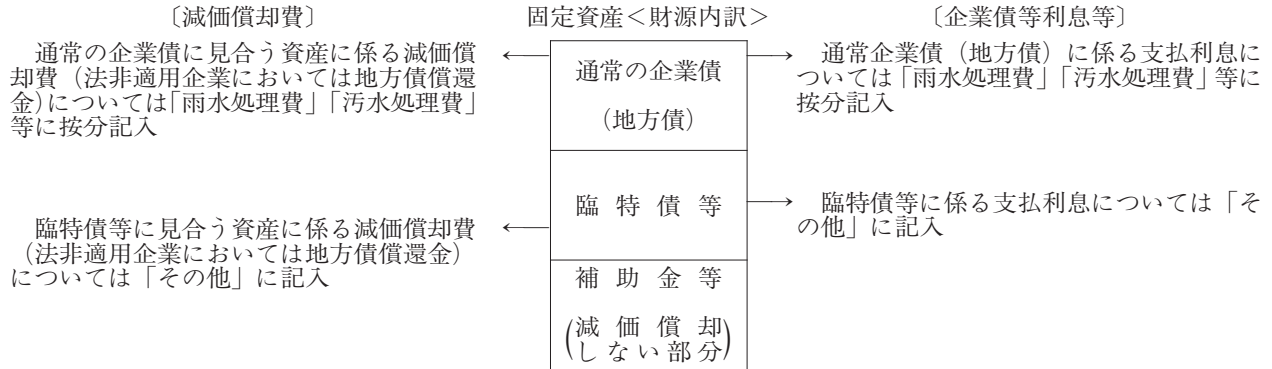 〔減価償却費〕
通常の企業債に見合う資産に係る減価償
却費（法非適用企業においては地方債償還
金)については｢雨水処理費｣｢汚水処理費｣
等に按分記入
臨特債等に見合う資産に係る減価償却費
（法非適用企業においては地方債償還金）
については「その他」に記入
固定資産＜財源内訳＞
通常の企業債
（地方債）
臨特債等
補助金等
(減価償却
しない部分)
〔企業債等利息等〕
通常企業債（地方債）に係る支払利息に
ついては｢雨水処理費｣｢汚水処理費｣等に
按分記入
臨特債等に係る支払利息については「そ
の他」に記入